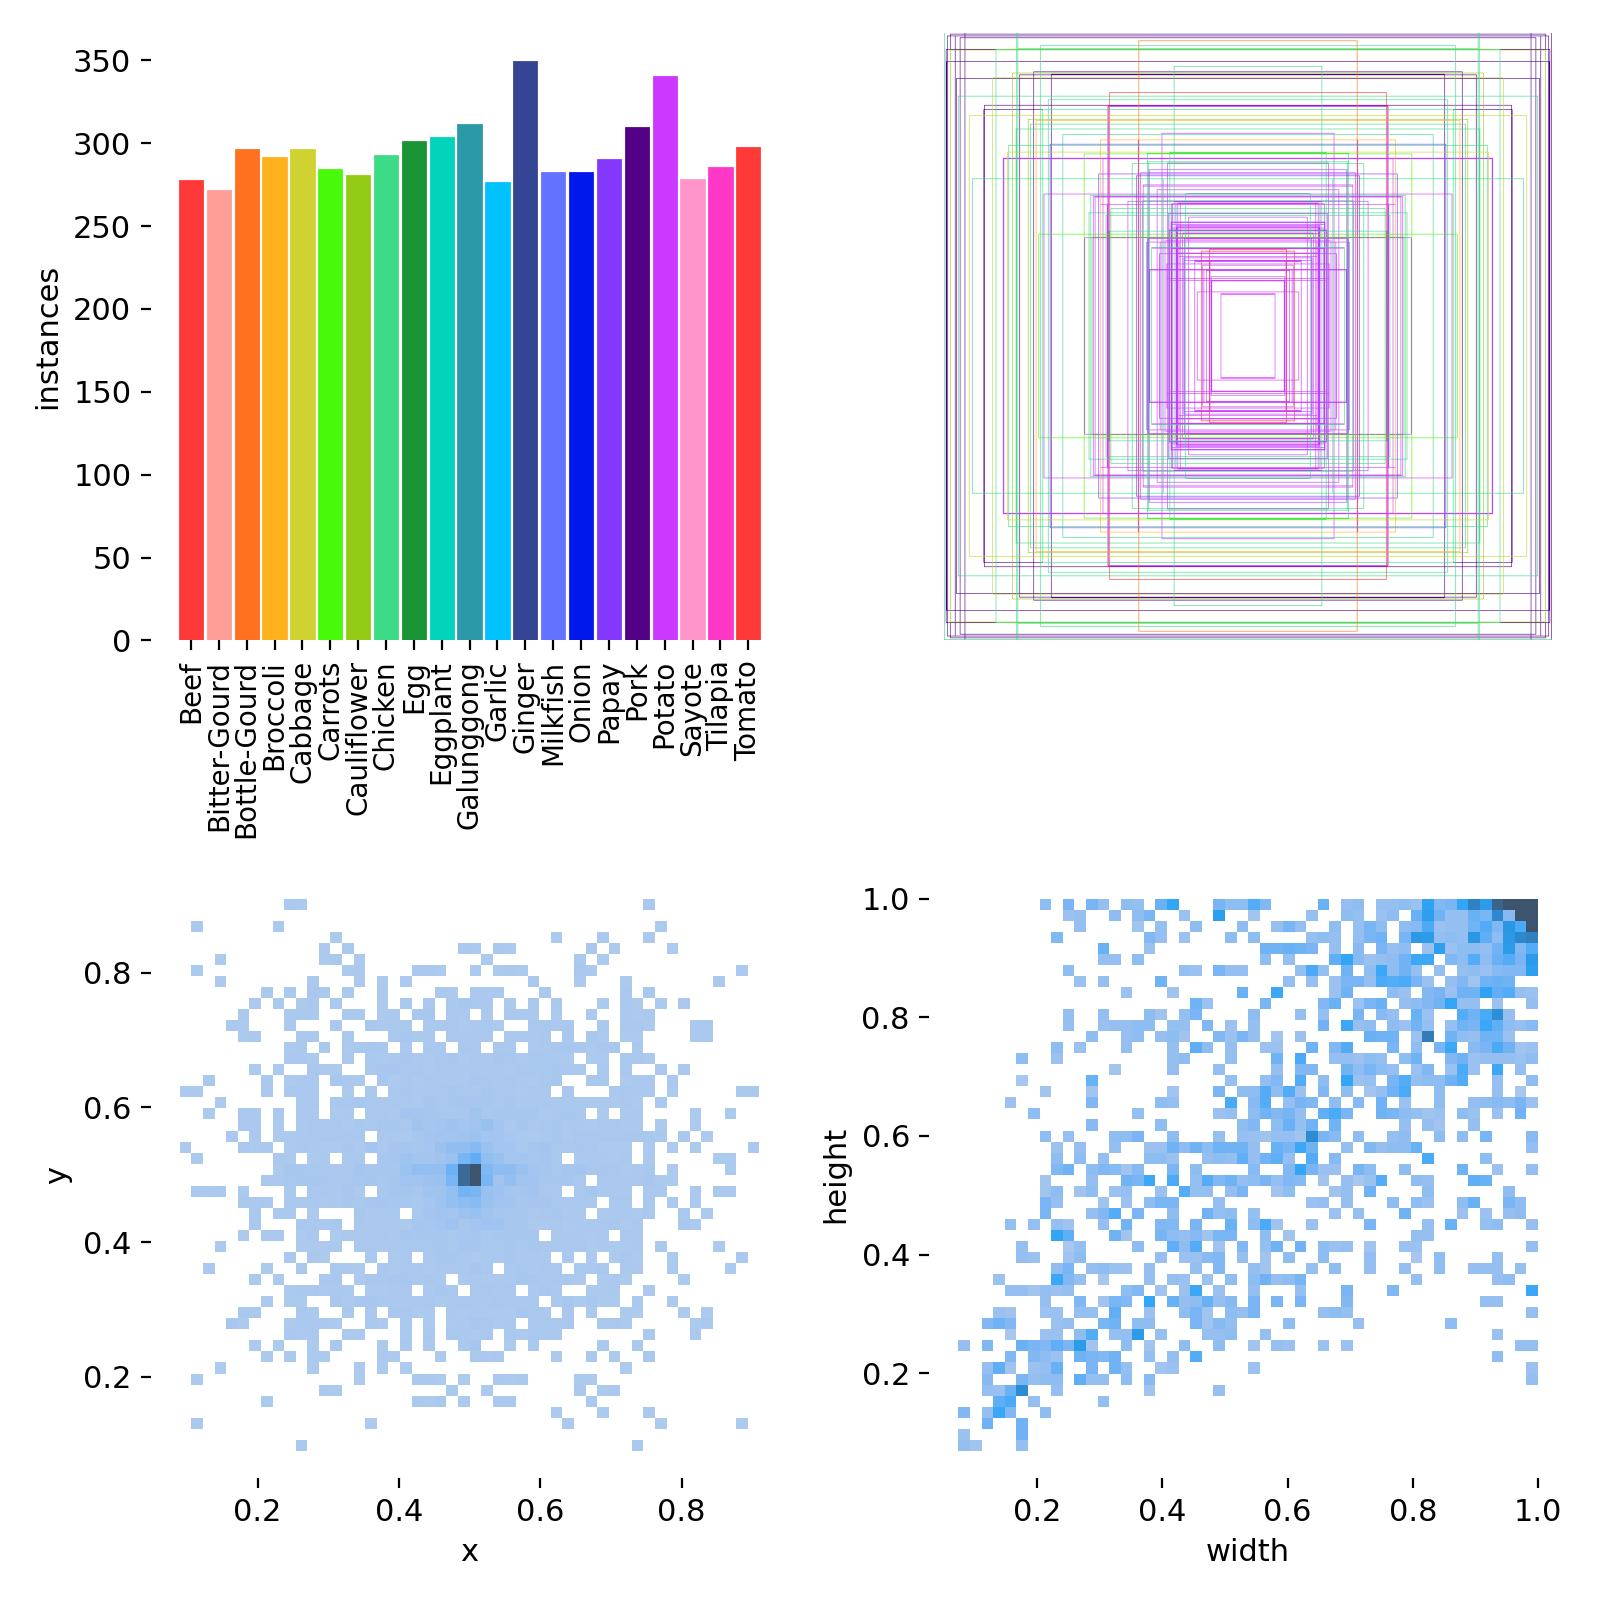 350
300
250
200
150
100
50
0
instances
Beef
Bitter-Gourd
Bottle-Gourd
Broccoli
Cabbage
Carrots
Cauliflower
Chicken
Egg
Eggplant
Galunggong
Garlic
Ginger
Milkfish
Onion
Papay
Pork
Potato
Sayote
Tilapia
Tomato
0.8
0.6
0.4
0.2
y
0.2 0.4 0.6 0.8
x
1.0
0.8
0.6
0.4
0.2
height
0.2 0.4 0.6 0.8 1.0
width